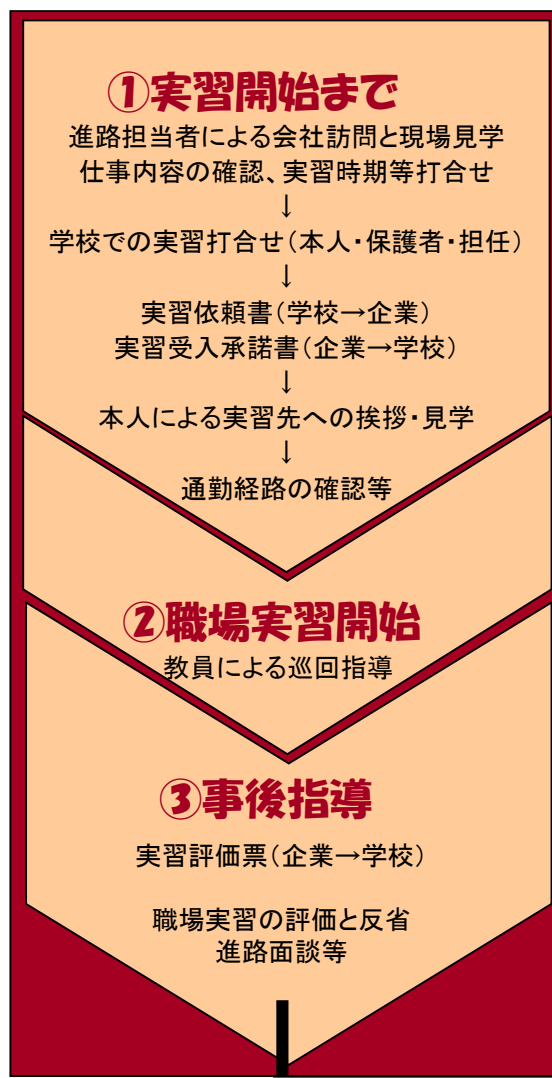 ①実習開始まで
進路担当者による会社訪問と現場見学
仕事内容の確認、実習時期等打合せ
↓
学校での実習打合せ(本人・保護者・担任)
↓
実習依頼書(学校→企業)
実習受入承諾書(企業→学校)
↓
本人による実習先への挨拶・見学
↓
通勤経路の確認等
②職場実習開始
教員による巡回指導
③事後指導
実習評価票(企業→学校)
職場実習の評価と反省
進路面談等